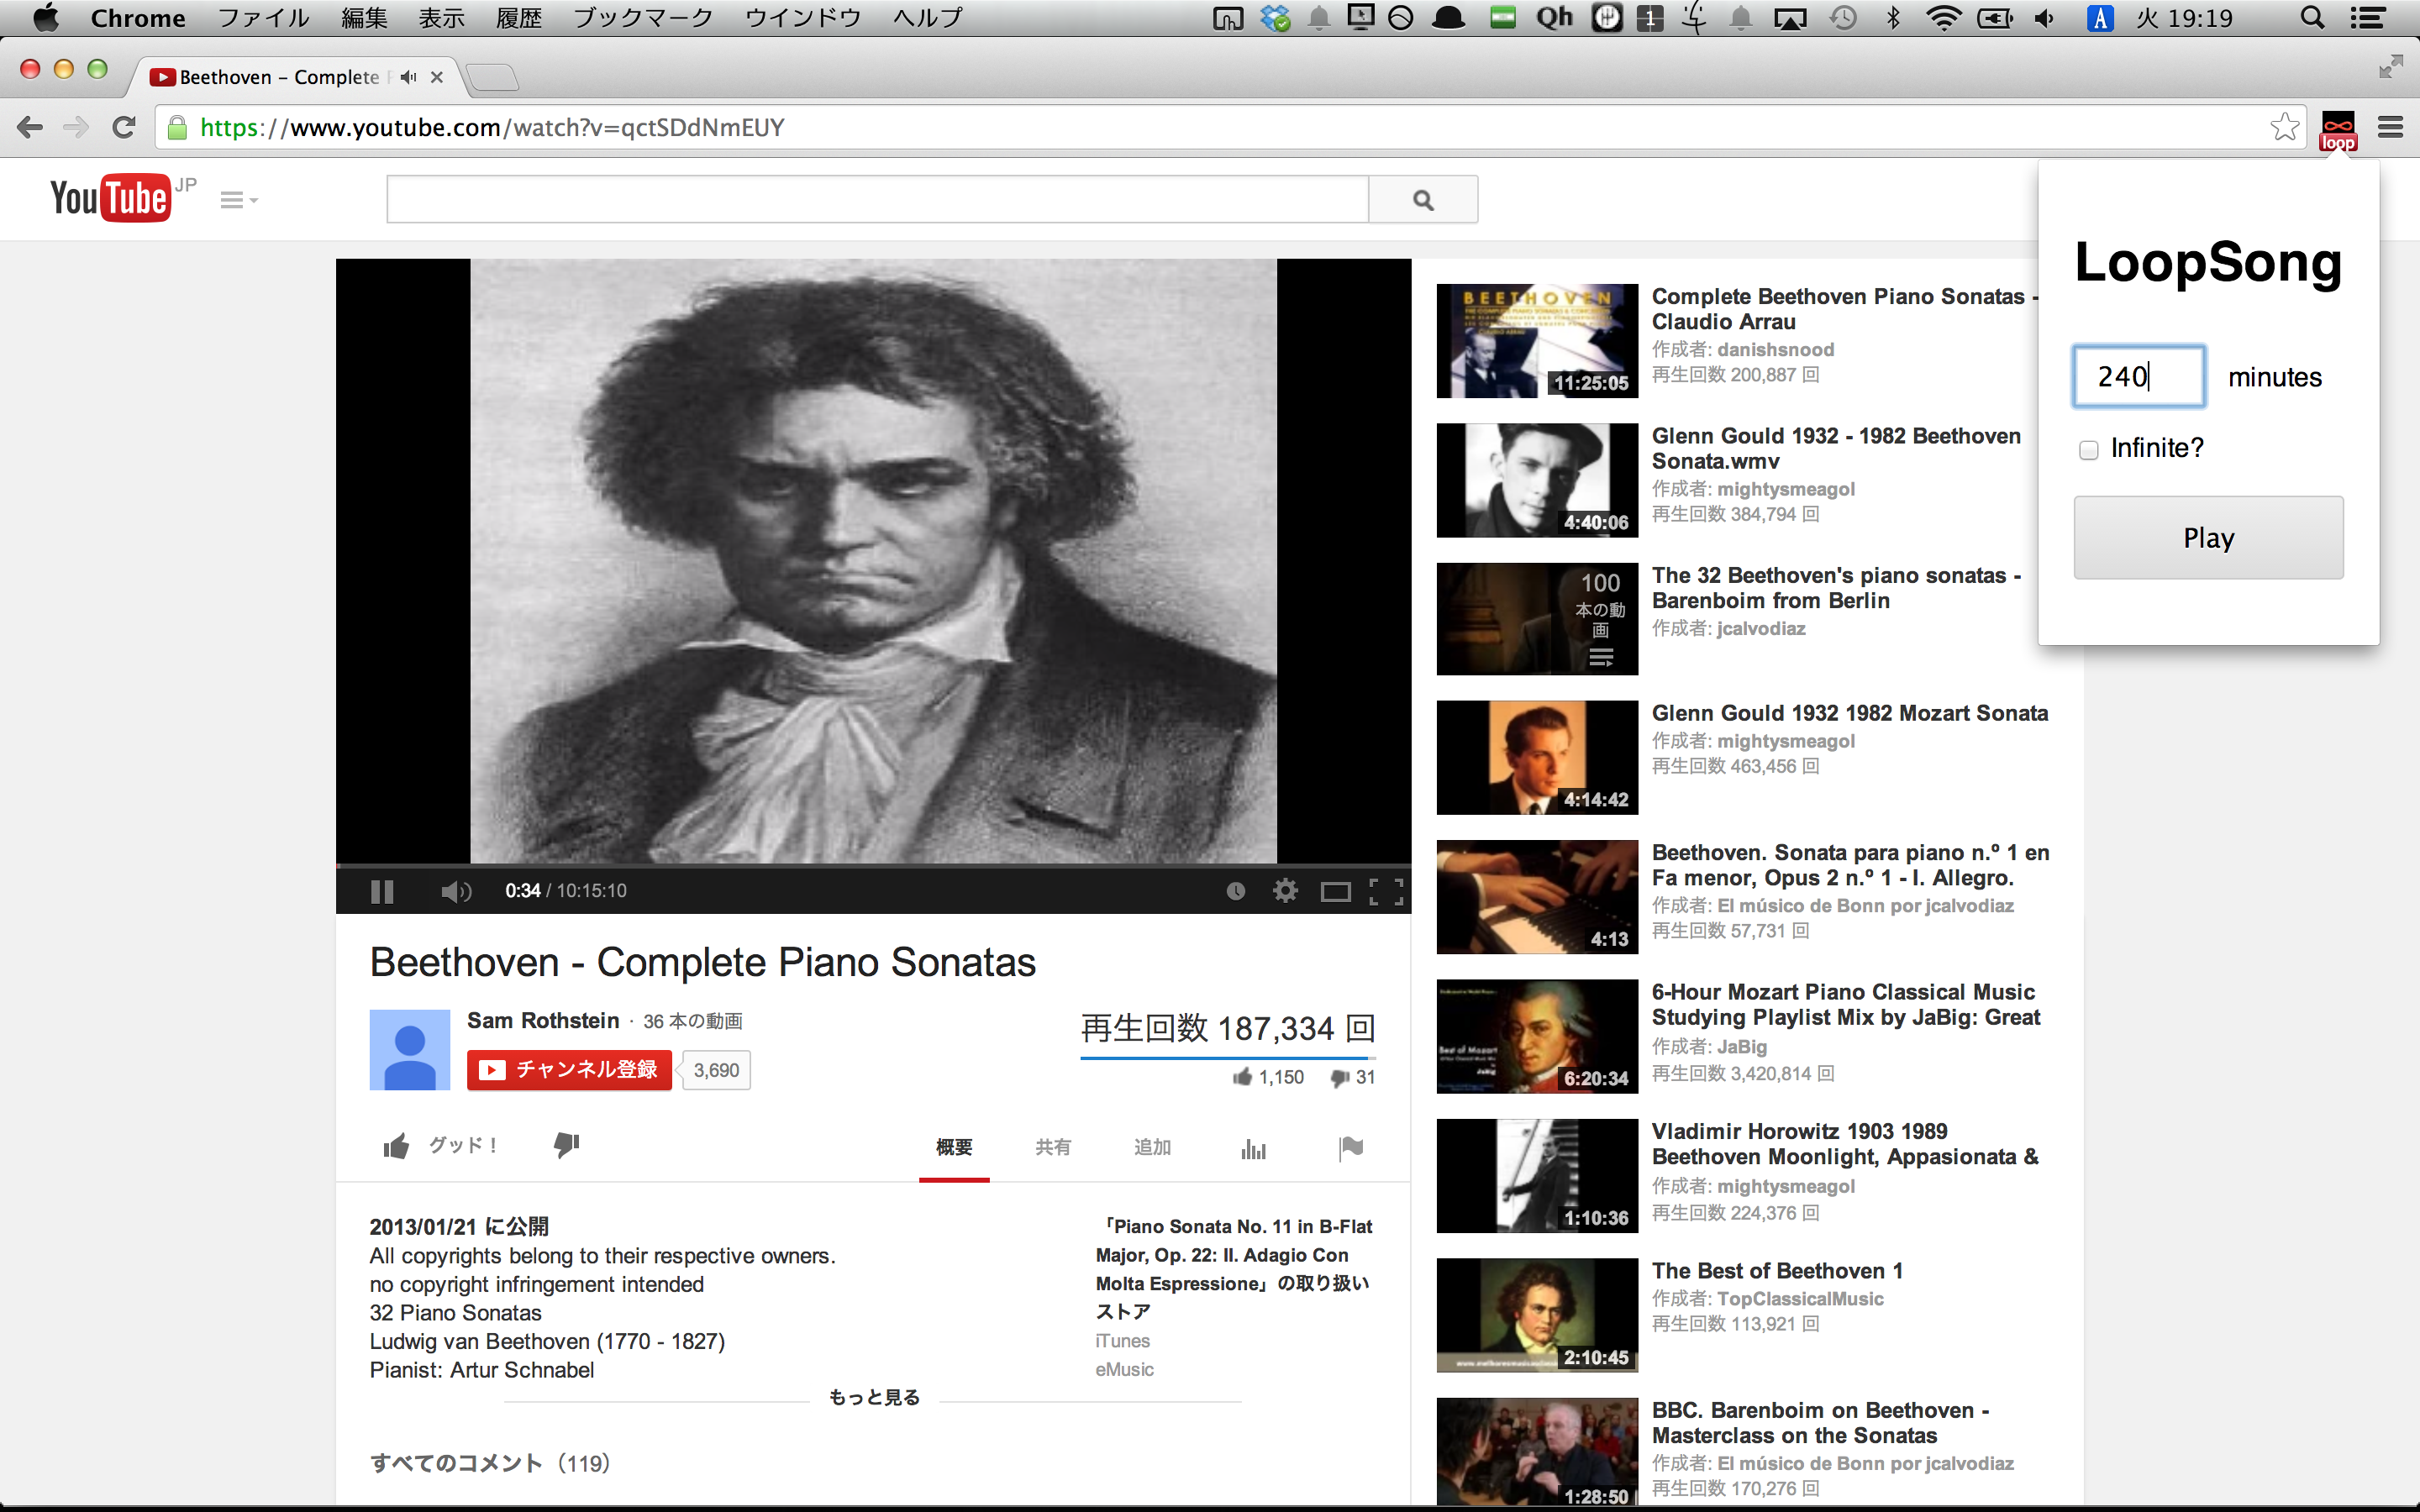 Chrome ファイル 編集 表示 履歴 ブックマーク ウインドウ ヘルプ Qh 1 A 火 19:19
Beethoven – Complete
https://www.youtube.com/watch?v=qctSDdNmEUY
loop
YouTube JP
LoopSong
240 minutes
Infinite?
Play
0:34 / 10:15:10
Beethoven - Complete Piano Sonatas
Sam Rothstein · 36 本の動画
チャンネル登録 3,690
再生回数 187,334 回
1,150 31
グッド！
概要 共有 追加
2013/01/21 に公開
All copyrights belong to their respective owners.
no copyright infringement intended
32 Piano Sonatas
Ludwig van Beethoven (1770 - 1827)
Pianist: Artur Schnabel
「Piano Sonata No. 11 in B-Flat
Major, Op. 22: II. Adagio Con
Molta Espressione」の取り扱い
ストア
iTunes
eMusic
もっと見る
すべてのコメント（119）
BEETHOVEN
11:25:05
Complete Beethoven Piano Sonatas -
Claudio Arrau
作成者: danishsnood
再生回数 200,887 回
4:40:06
Glenn Gould 1932 - 1982 Beethoven
Sonata.wmv
作成者: mightysmeagol
再生回数 384,794 回
100
本の動
画
The 32 Beethoven's piano sonatas -
Barenboim from Berlin
作成者: jcalvodiaz
4:14:42
Glenn Gould 1932 1982 Mozart Sonata
作成者: mightysmeagol
再生回数 463,456 回
4:13
Beethoven. Sonata para piano n.º 1 en
Fa menor, Opus 2 n.º 1 - I. Allegro.
作成者: El músico de Bonn por jcalvodiaz
再生回数 57,731 回
Best of Mozart
6:20:34
6-Hour Mozart Piano Classical Music
Studying Playlist Mix by JaBig: Great
作成者: JaBig
再生回数 3,420,814 回
1:10:36
Vladimir Horowitz 1903 1989
Beethoven Moonlight, Appasionata &
作成者: mightysmeagol
再生回数 224,376 回
2:10:45
The Best of Beethoven 1
作成者: TopClassicalMusic
再生回数 113,921 回
1:28:50
BBC. Barenboim on Beethoven -
Masterclass on the Sonatas
作成者: El músico de Bonn por jcalvodiaz
再生回数 170,276 回